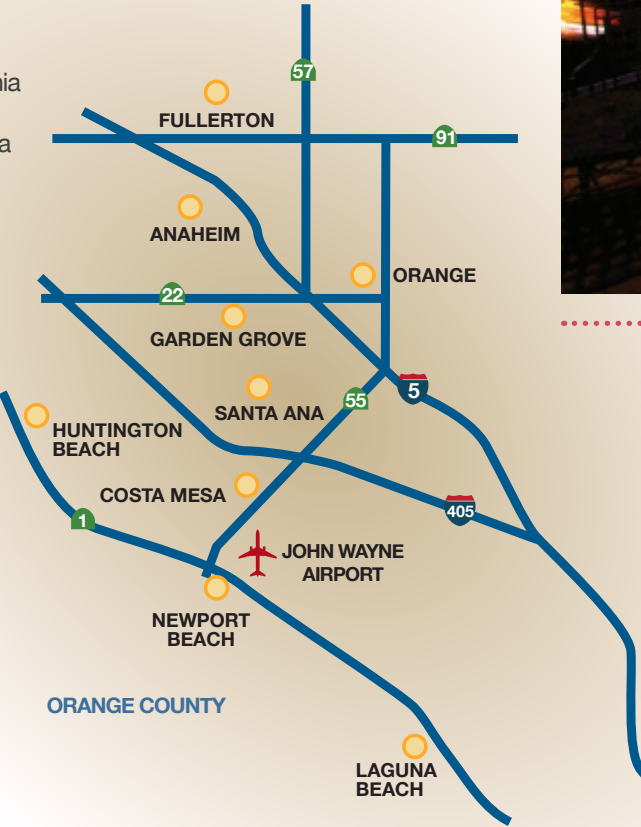 nia
a
57
FULLERTON
91
ANAHEIM
ORANGE
22
GARDEN GROVE
5
55
SANTA ANA
HUNTINGTON
BEACH
COSTA MESA
405
1
JOHN WAYNE
AIRPORT
NEWPORT
BEACH
ORANGE COUNTY
LAGUNA
BEACH